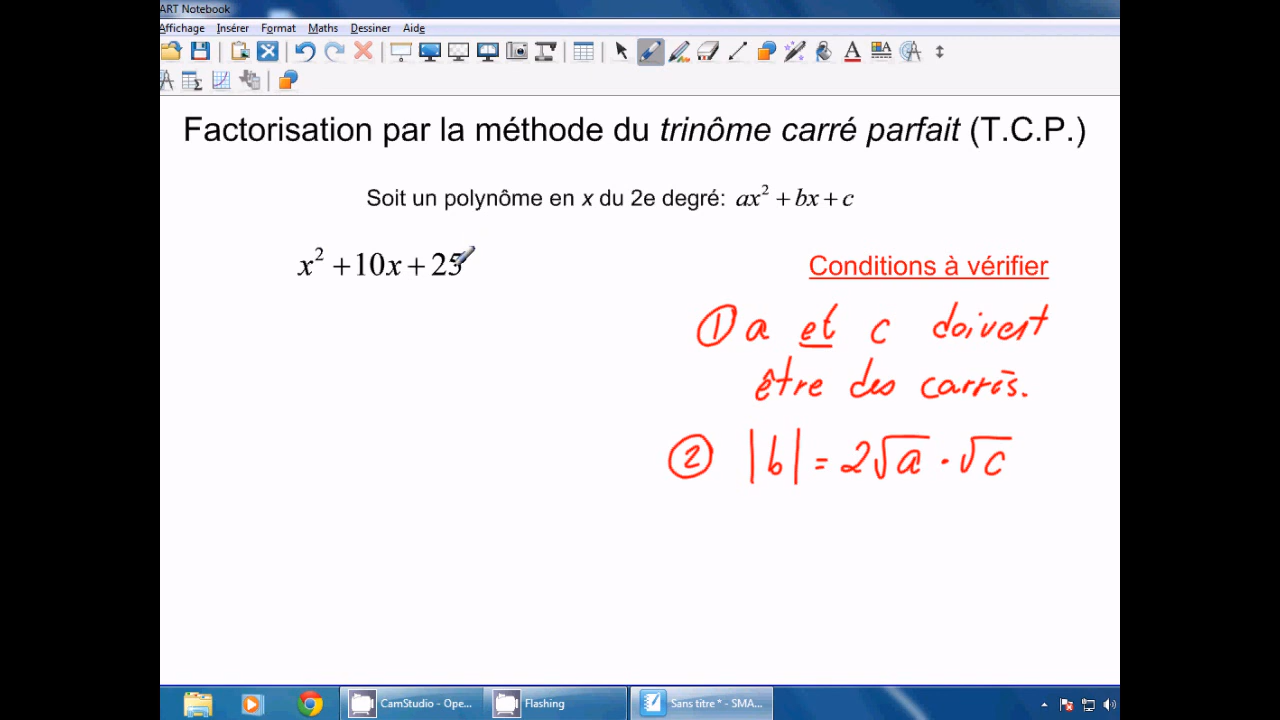 ART Notebook
Affichage Insérer Format Maths Dessiner Aide
Factorisation par la méthode du trinôme carré parfait (T.C.P.)
Soit un polynôme en x du 2e degré: ax² + bx + c
x² + 10x + 25
Conditions à vérifier
① a et c doivent
être des carrés.
② |b| = 2√a · √c
CamStudio - Ope... Flashing Sans titre * - SMA...